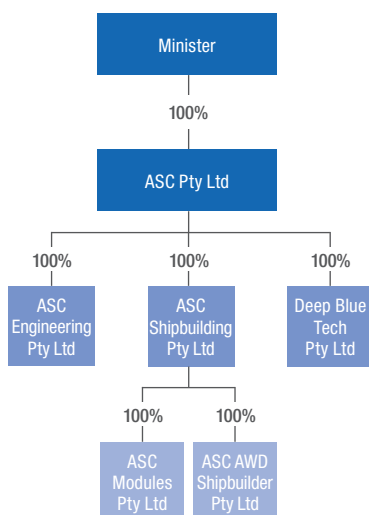 Minister
100%
ASC Pty Ltd
100%
100%
100%
ASC
Engineering
Pty Ltd
ASC
Shipbuilding
Pty Ltd
Deep Blue
Tech
Pty Ltd
100%
100%
ASC
Modules
Pty Ltd
ASC AWD
Shipbuilder
Pty Ltd